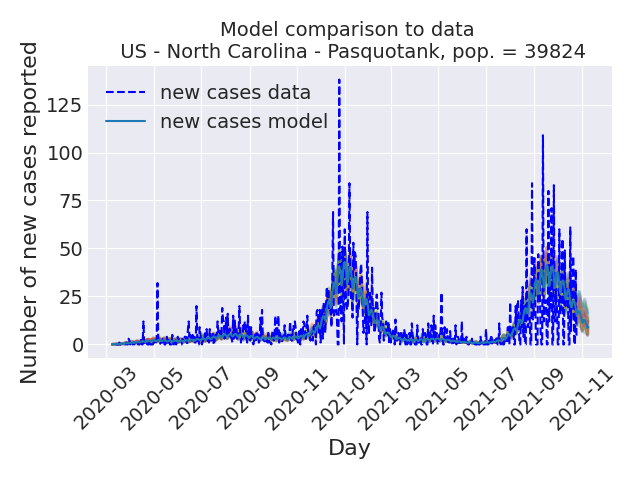 Model comparison to data
US - North Carolina - Pasquotank, pop. = 39824
Number of new cases reported
125
100
75
50
25
0
new cases data
new cases model
2020-03
2020-05
2020-07
2020-09
2020-11
2021-01
2021-03
2021-05
2021-07
2021-09
2021-11
Day